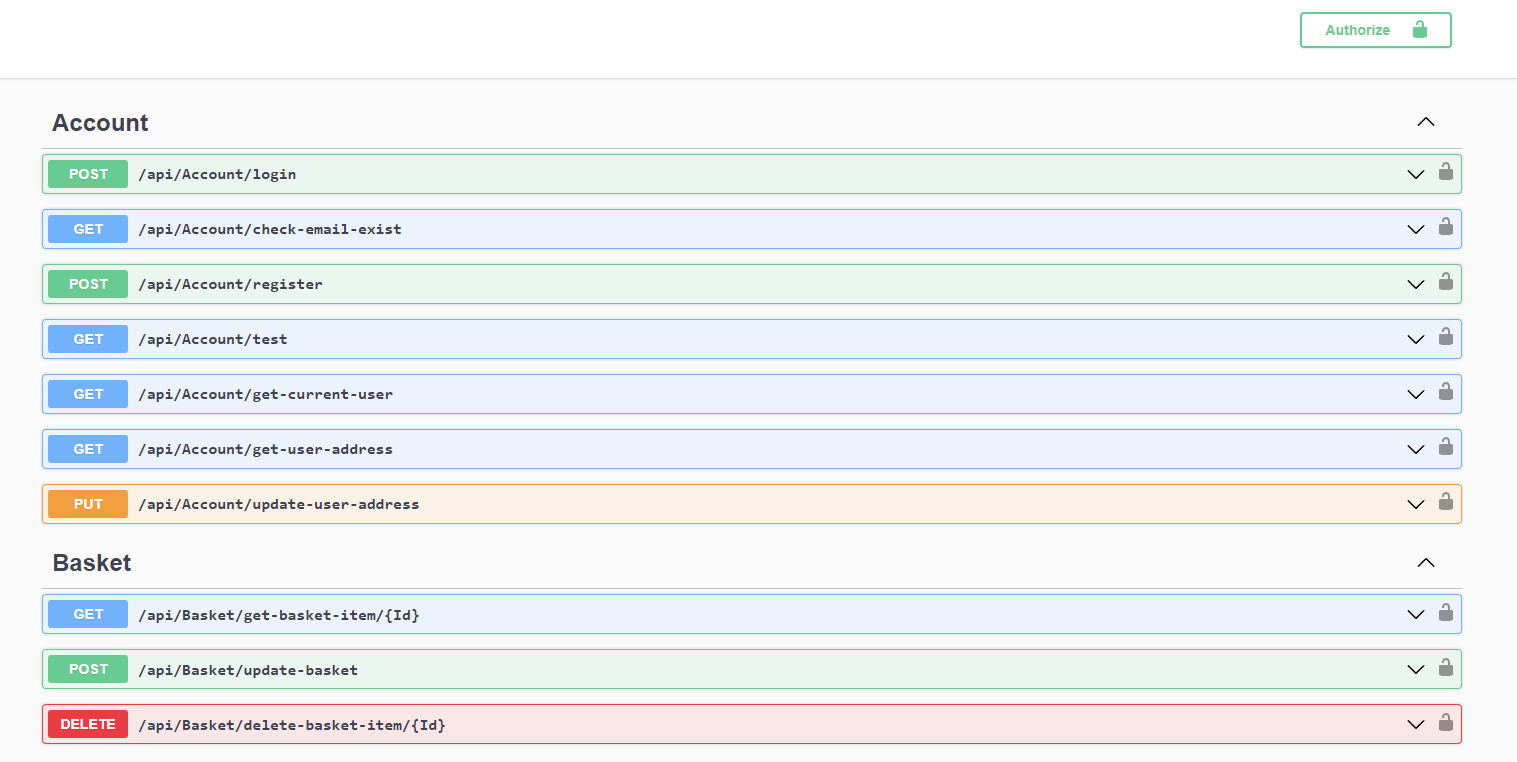 Authorize
Account
POST /api/Account/login
GET /api/Account/check-email-exist
POST /api/Account/register
GET /api/Account/test
GET /api/Account/get-current-user
GET /api/Account/get-user-address
PUT /api/Account/update-user-address
Basket
GET /api/Basket/get-basket-item/{Id}
POST /api/Basket/update-basket
DELETE /api/Basket/delete-basket-item/{Id}